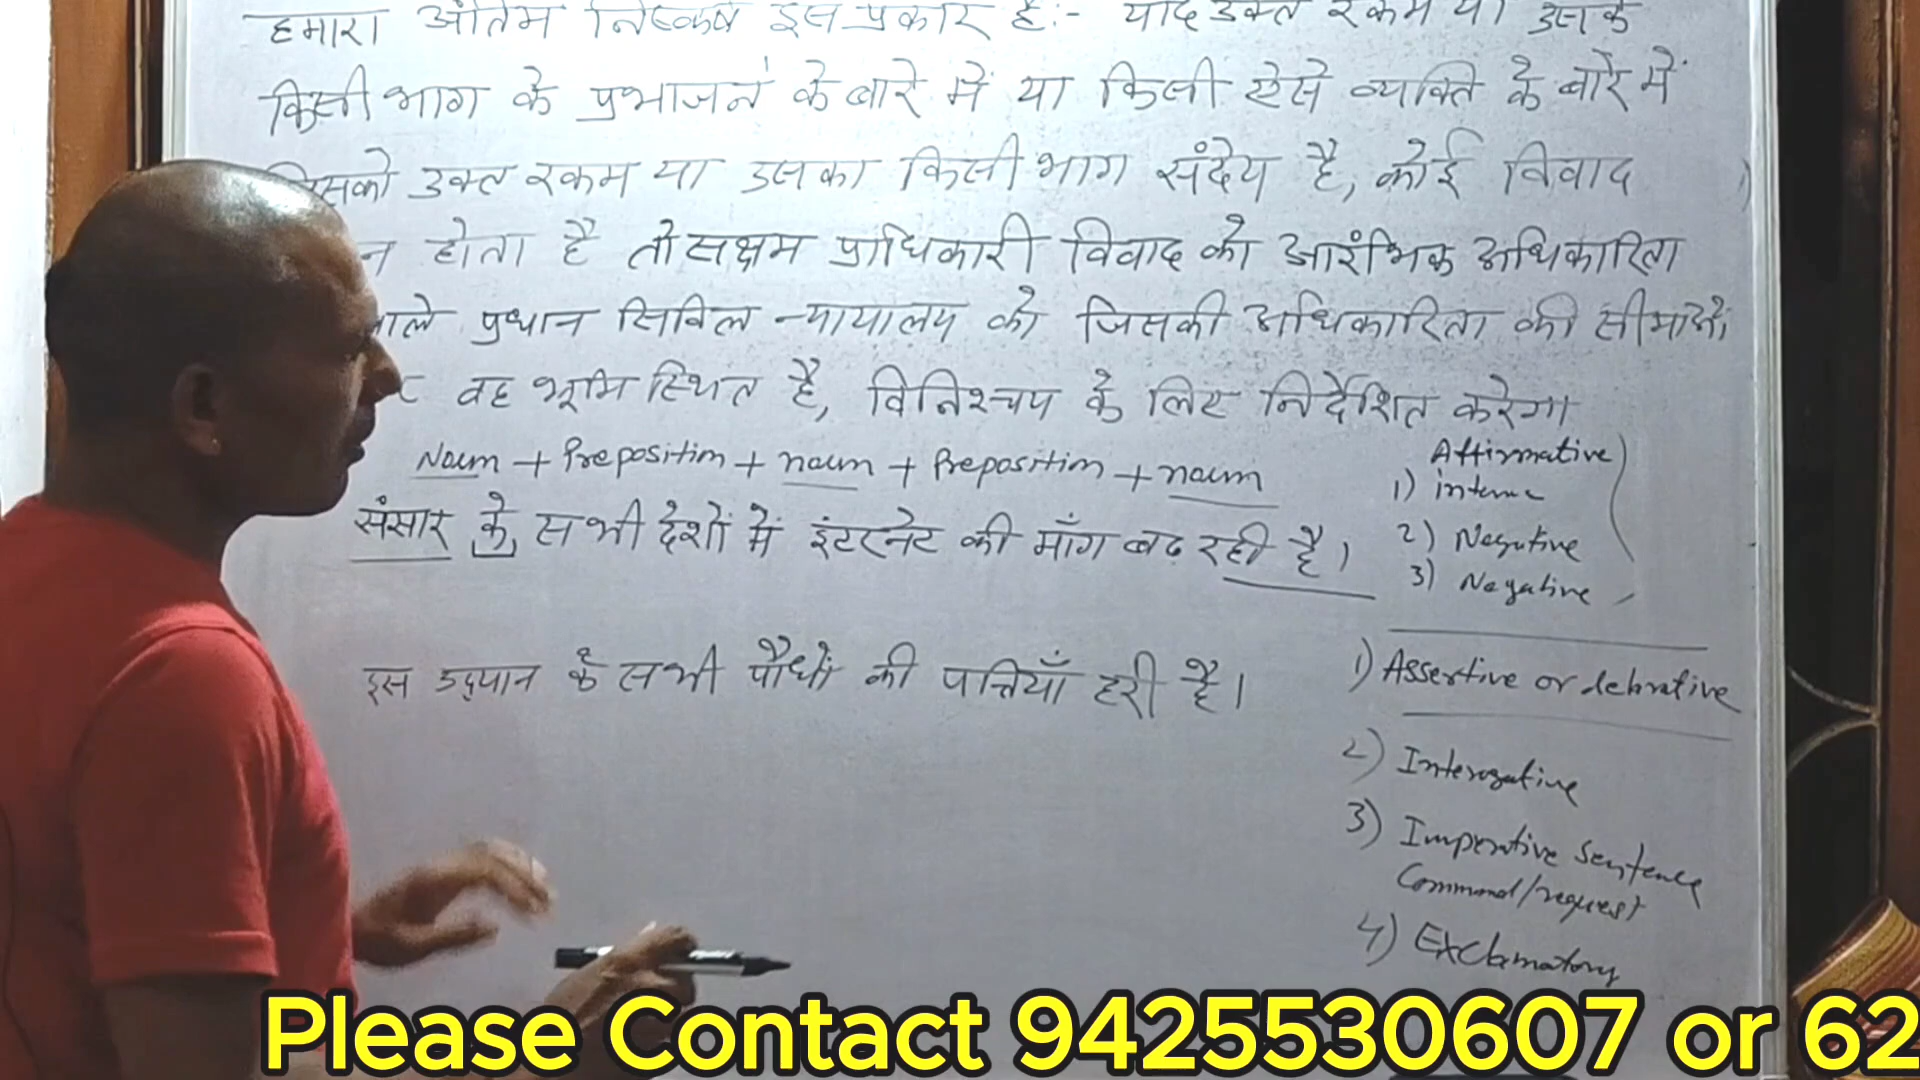 हमारा अंतिम निष्कर्ष इस प्रकार है:- यदि उक्त रकम या उसके
किसी भाग के प्रभाजन के बारे में या किसी ऐसे व्यक्ति के बारे में
उक्त रकम या उसका किसी भाग संदेय है, कोई विवाद
न होता है तो सक्षम प्राधिकारी विवाद को आरंभिक अधिकारिता
प्रधान सिविल न्यायालय को जिसकी अधिकारिता की सीमाओं
वह भूमि स्थित है, विनिश्चय के लिए निर्देशित करेगा
Noun + Preposition + noun + Preposition + noun
संसार के सभी देशों में इंटरनेट की माँग बढ़ रही है।
इस उद्यान के सभी पौधों की पत्तियाँ हरी है।
Affirmative
1)
2) Negative
3) Negative
1) Assertive or
2) Interogative
3) Imperative Sentence
Command/request
4) Exclamatory
Please Contact 9425530607 or 62